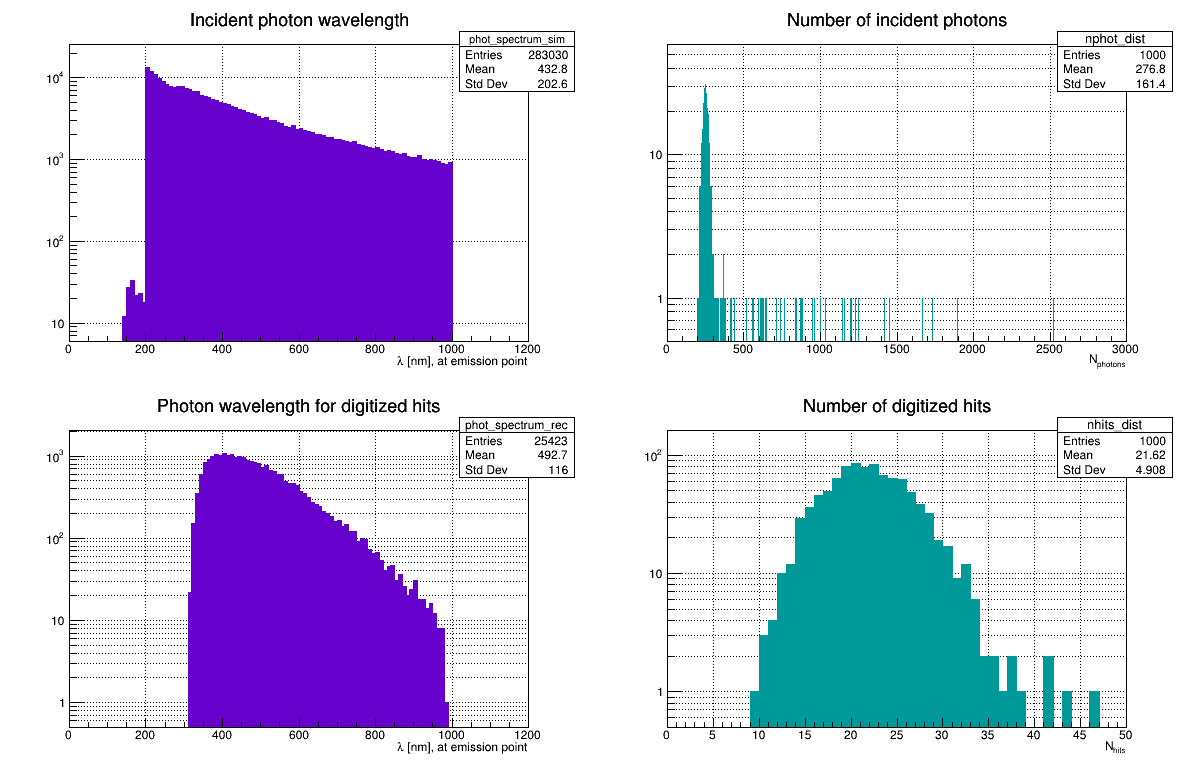 Incident photon wavelength
phot_spectrum_sim
Entries 283030
Mean 432.8
Std Dev 202.6
10⁴
10³
10²
10
0 200 400 600 800 1000 1200
λ [nm], at emission point
Number of incident photons
nphot_dist
Entries 1000
Mean 276.8
Std Dev 161.4
10
1
0 500 1000 1500 2000 2500 3000
Nphotons
Photon wavelength for digitized hits
phot_spectrum_rec
Entries 25423
Mean 492.7
Std Dev 116
10³
10²
10
1
0 200 400 600 800 1000 1200
λ [nm], at emission point
Number of digitized hits
nhits_dist
Entries 1000
Mean 21.62
Std Dev 4.908
10²
10
1
0 5 10 15 20 25 30 35 40 45 50
Nhits